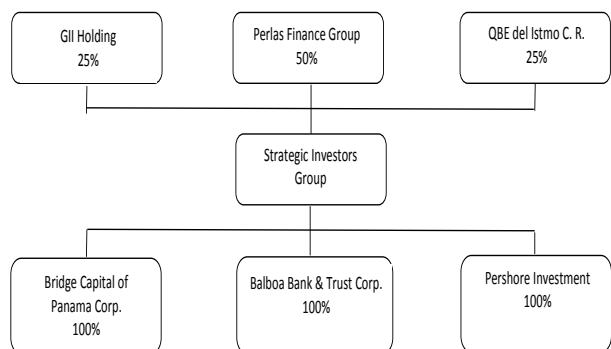 GII Holding
25%
Perlas Finance Group
50%
QBE del Istmo C. R.
25%
Strategic Investors
Group
Bridge Capital of
Panama Corp.
100%
Balboa Bank & Trust Corp.
100%
Pershore Investment
100%